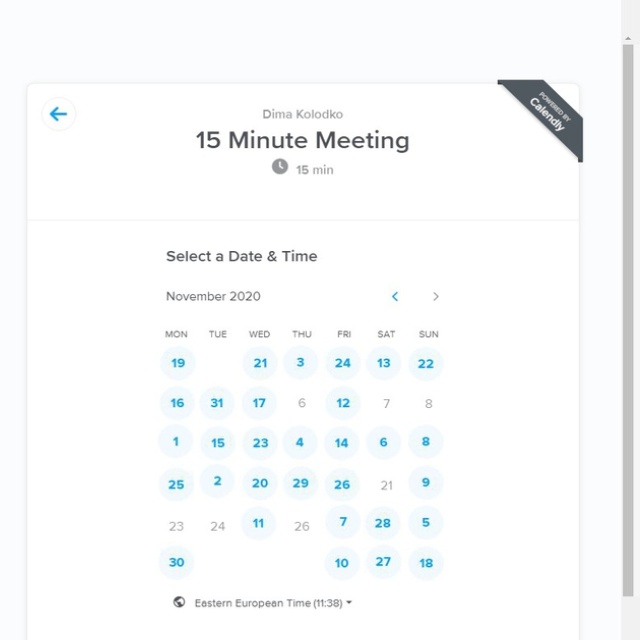 POWERED BY
Calendly
Dima Kolodko
15 Minute Meeting
15 min
Select a Date & Time
November 2020
MON TUE WED THU FRI SAT SUN
19 21 3 24 13 22
16 31 17 6 12 7 8
1 15 23 4 14 6 8
25 2 20 29 26 21 9
23 24 11 26 7 28 5
30 10 27 18
Eastern European Time (11:38)